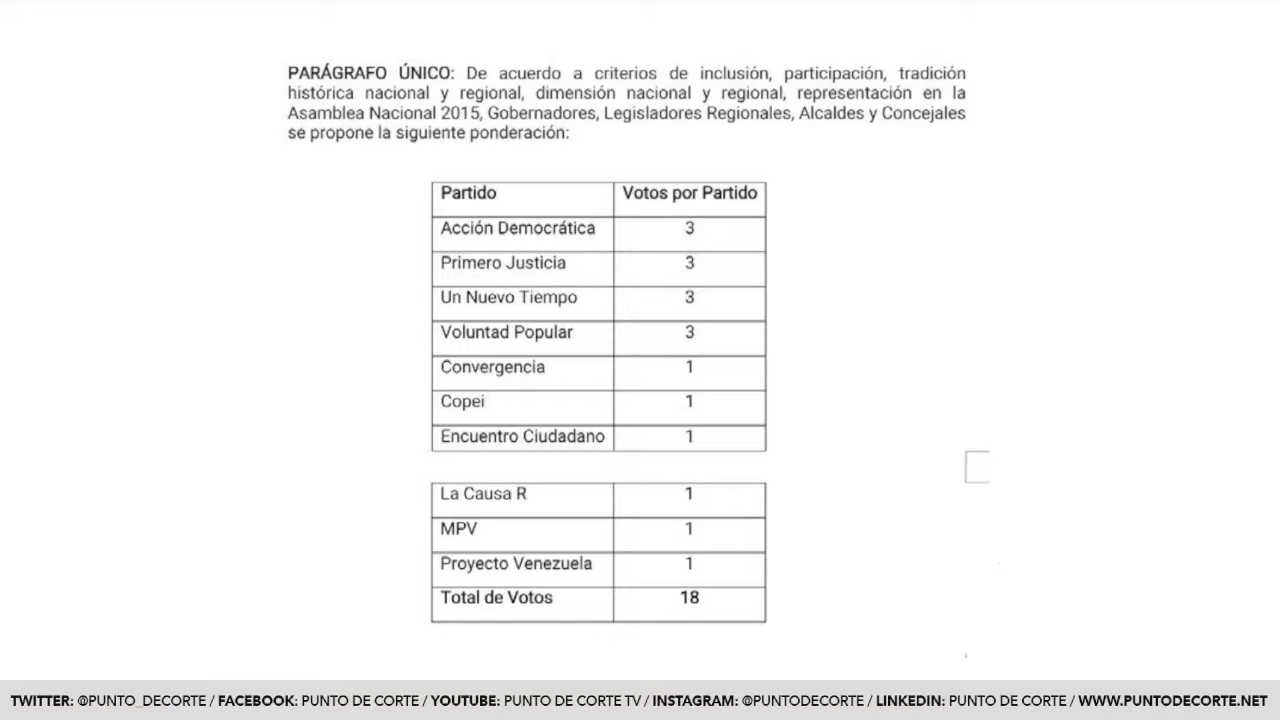 PARÁGRAFO ÚNICO: De acuerdo a criterios de inclusión, participación, tradición
histórica nacional y regional, dimensión nacional y regional, representación en la
Asamblea Nacional 2015, Gobernadores, Legisladores Regionales, Alcaldes y Concejales
se propone la siguiente ponderación:
Partido Votos por Partido
Acción Democrática 3
Primero Justicia 3
Un Nuevo Tiempo 3
Voluntad Popular 3
Convergencia 1
Copei 1
Encuentro Ciudadano 1
La Causa R 1
MPV 1
Proyecto Venezuela 1
Total de Votos 18
TWITTER: @PUNTO_DECORTE / FACEBOOK: PUNTO DE CORTE / YOUTUBE: PUNTO DE CORTE TV / INSTAGRAM: @PUNTODECORTE / LINKEDIN: PUNTO DE CORTE / WWW.PUNTODECORTE.NET